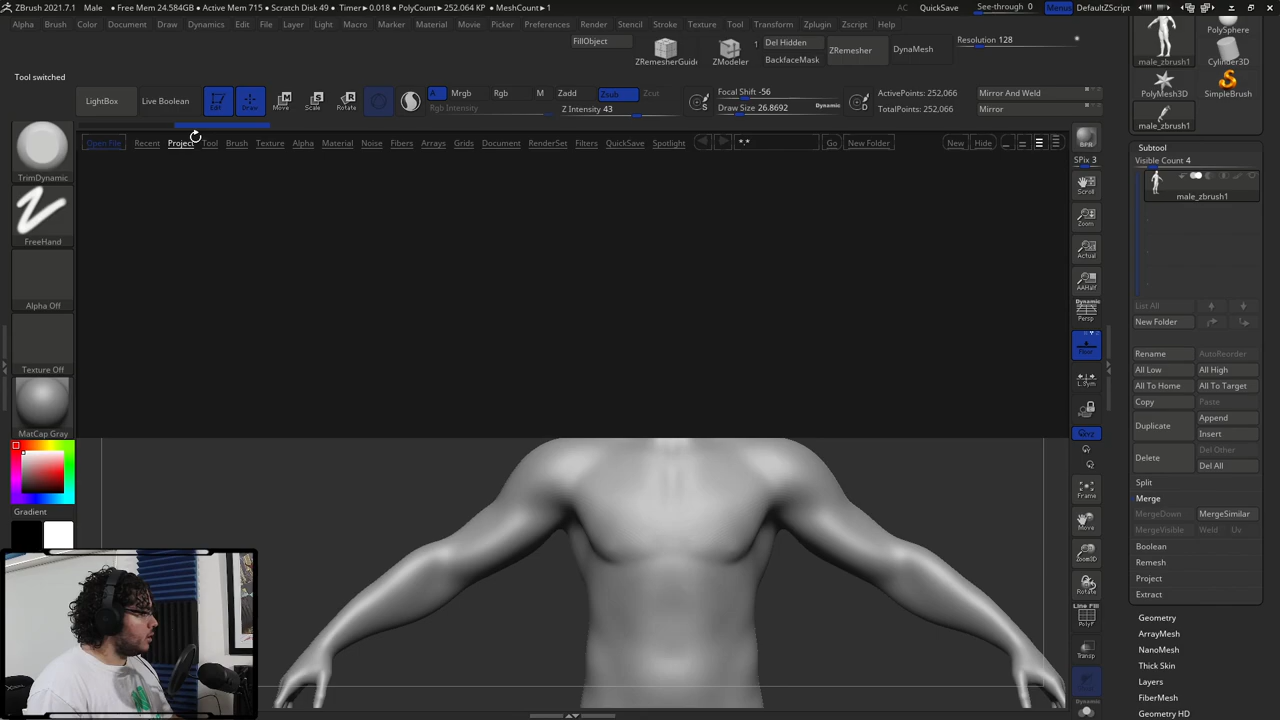 ZBrush 2021.7.1 Male • Free Mem 24.584GB • Active Mem 715 • Scratch Disk 49 • Timer▸0.018 • PolyCount▸252.064 KP • MeshCount▸1 AC QuickSave See-through 0 Menus DefaultZScript
Alpha Brush Color Document Draw Dynamics Edit File Layer Light Macro Marker Material Movie Picker Preferences Render Stencil Stroke Texture Tool Transform Zplugin Zscript Help
FillObject
ZRemesherGuide
ZModeler
1
Del Hidden
BackfaceMask
ZRemesher
DynaMesh
Resolution 128
Tool switched
LightBox
Live Boolean
Edit
Draw
Move
Scale
Rotate
A Mrgb Rgb M Zadd Zsub Zcut
Rgb Intensity
Z Intensity 43
S
Focal Shift -56
Draw Size 26.8692 Dynamic
D
ActivePoints: 252,066
TotalPoints: 252,066
Mirror And Weld
Mirror
Open File Recent Project Tool Brush Texture Alpha Material Noise Fibers Arrays Grids Document RenderSet Filters QuickSave Spotlight *.* Go New Folder New Hide
TrimDynamic
FreeHand
Alpha Off
Texture Off
MatCap Gray
Gradient
BPR
SPix 3
Scroll
Zoom
Actual
AAHalf
Dynamic
Persp
Floor
L.Sym
Frame
Move
Zoom3D
Rotate
Line Fill
PolyF
Transp
Dynamic
male_zbrush1
PolySphere
Cylinder3D
PolyMesh3D
SimpleBrush
male_zbrush1
Subtool
Visible Count 4
male_zbrush1
List All
New Folder
Rename AutoReorder
All Low All High
All To Home All To Target
Copy Paste
Duplicate
Append
Insert
Delete
Del Other
Del All
Split
Merge
MergeDown MergeSimilar
MergeVisible Weld Uv
Boolean
Remesh
Project
Extract
Geometry
ArrayMesh
NanoMesh
Thick Skin
Layers
FiberMesh
Geometry HD